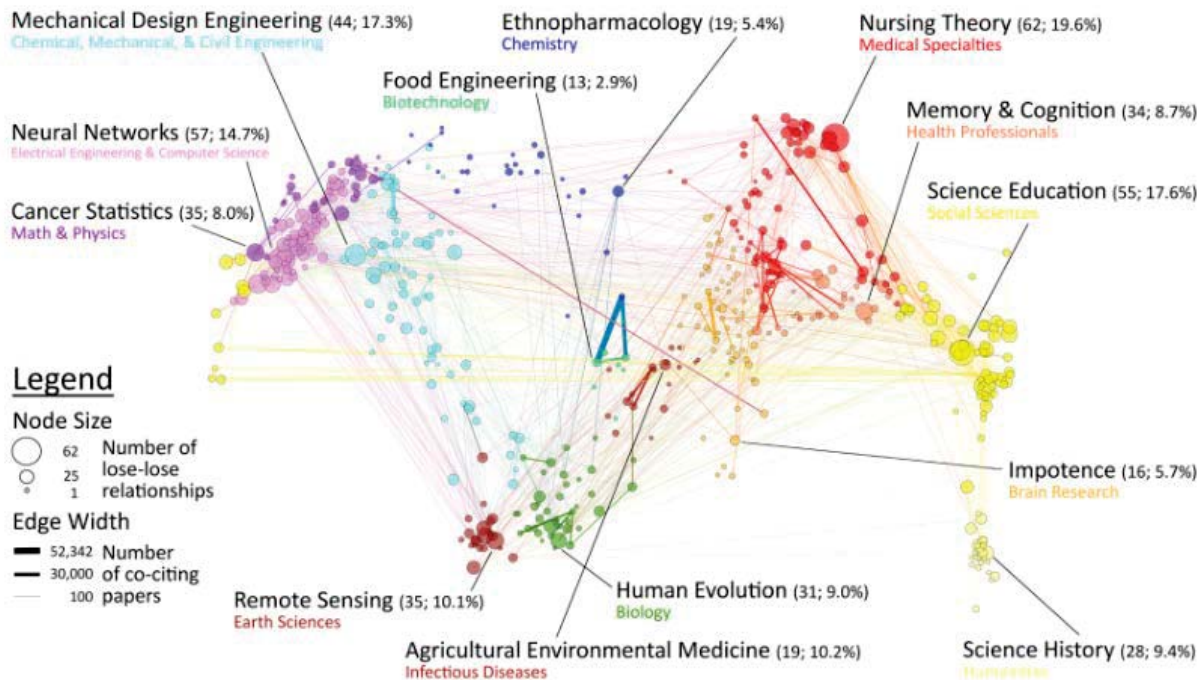 Mechanical Design Engineering (44; 17.3%)
Chemical, Mechanical, & Civil Engineering
Ethnopharmacology (19; 5.4%)
Chemistry
Nursing Theory (62; 19.6%)
Medical Specialties
Food Engineering (13; 2.9%)
Biotechnology
Memory & Cognition (34; 8.7%)
Health Professionals
Neural Networks (57; 14.7%)
Electrical Engineering & Computer Science
Science Education (55; 17.6%)
Social Sciences
Cancer Statistics (35; 8.0%)
Math & Physics
Legend
Node Size
62 Number of
25 lose-lose
1 relationships
Edge Width
52,342 Number
30,000 of co-citing
100 papers
Impotence (16; 5.7%)
Brain Research
Remote Sensing (35; 10.1%)
Earth Sciences
Human Evolution (31; 9.0%)
Biology
Agricultural Environmental Medicine (19; 10.2%)
Infectious Diseases
Science History (28; 9.4%)
Humanities